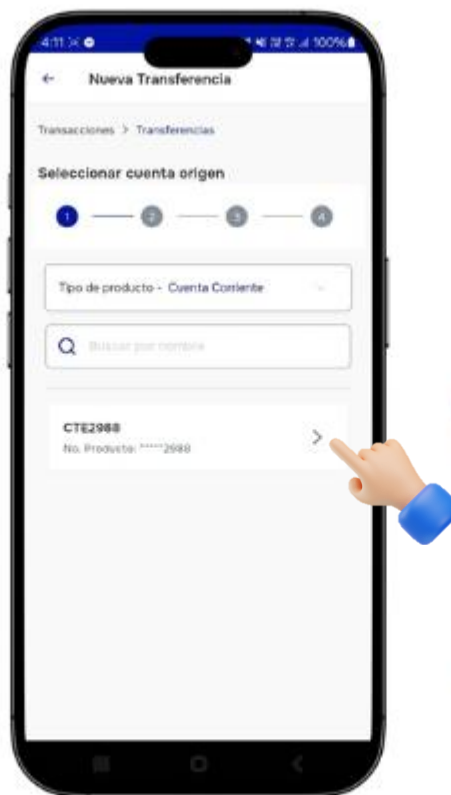 4:11 100%
Nueva Transferencia
Transacciones > Transferencias
Seleccionar cuenta origen
1 2 3 4
Tipo de producto - Cuenta Corriente
Buscar por nombre
CTE2988
No. Producto: *****2988